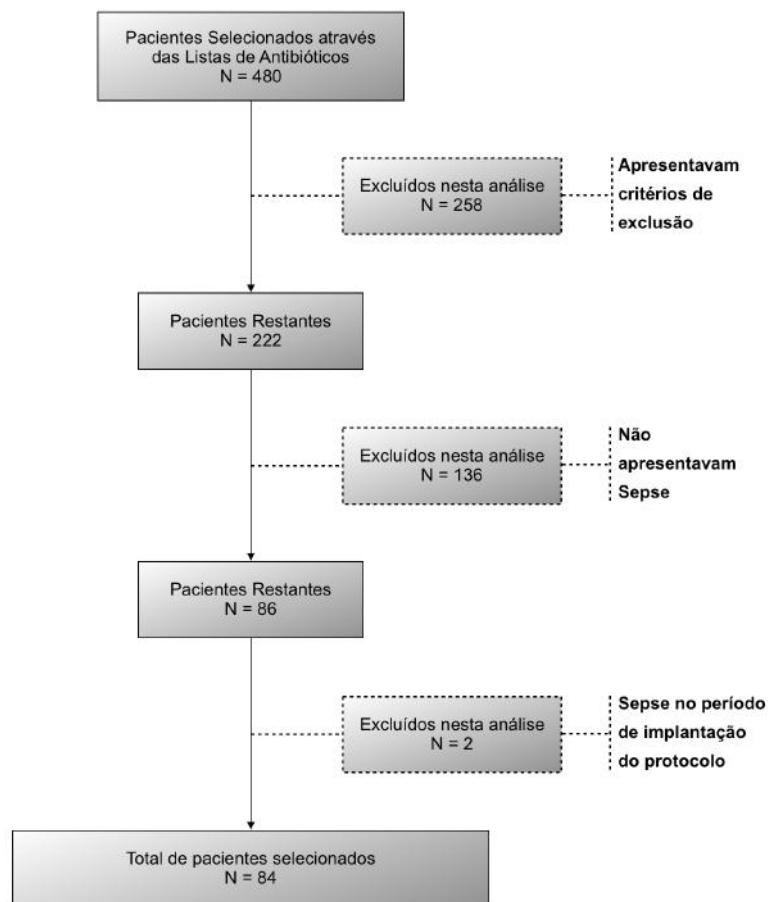 Pacientes Selecionados através
das Listas de Antibióticos
N = 480
Excluídos nesta análise
N = 258
Apresentavam
critérios de
exclusão
Pacientes Restantes
N = 222
Excluídos nesta análise
N = 136
Não
apresentavam
Sepse
Pacientes Restantes
N = 86
Excluídos nesta análise
N = 2
Sepse no período
de implantação
do protocolo
Total de pacientes selecionados
N = 84